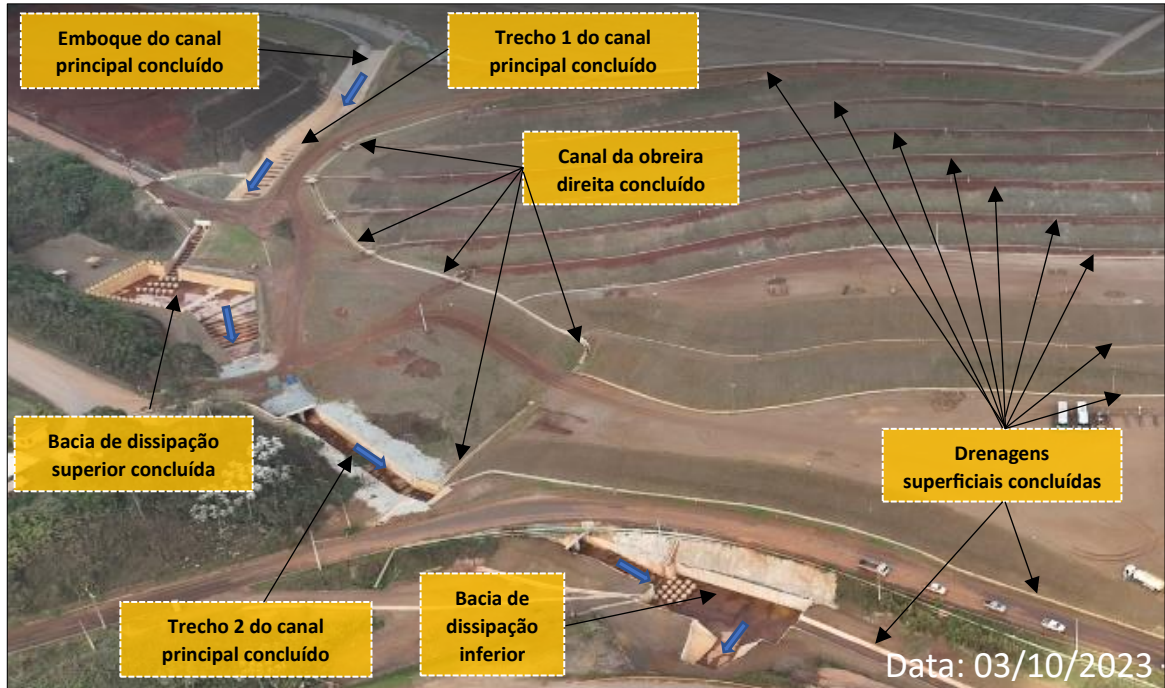 Emboque do canal
principal concluído
Trecho 1 do canal
principal concluído
Canal da obreira
direita concluído
Bacia de dissipação
superior concluída
Drenagens
superficiais concluídas
Trecho 2 do canal
principal concluído
Bacia de
dissipação
inferior
Data: 03/10/2023